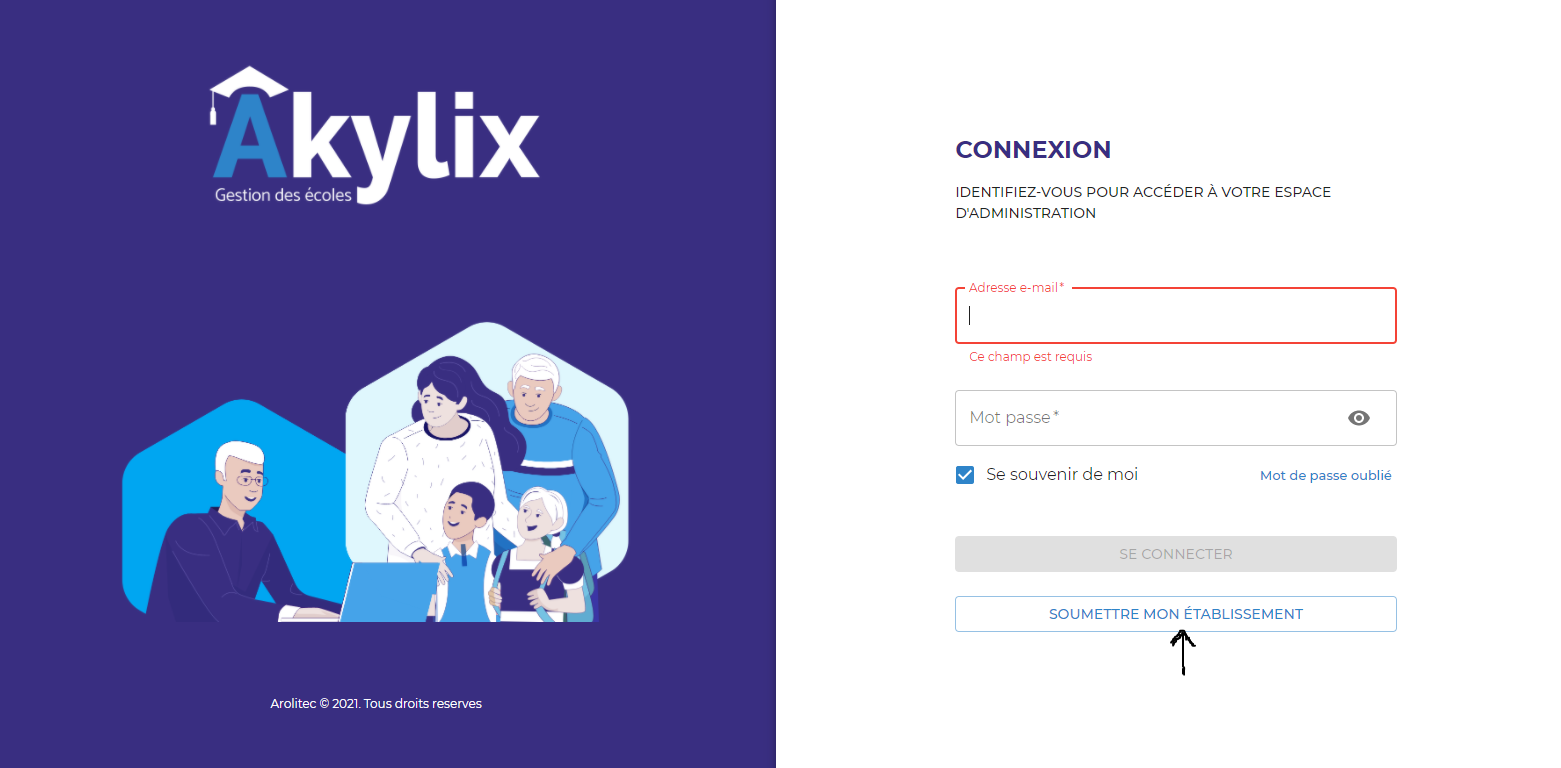 Akylix
Gestion des écoles
Arolitec © 2021. Tous droits reserves
CONNEXION
IDENTIFIEZ-VOUS POUR ACCÉDER À VOTRE ESPACE
D'ADMINISTRATION
Adresse e-mail *
Ce champ est requis
Mot passe *
Se souvenir de moi
Mot de passe oublié
SE CONNECTER
SOUMETTRE MON ÉTABLISSEMENT